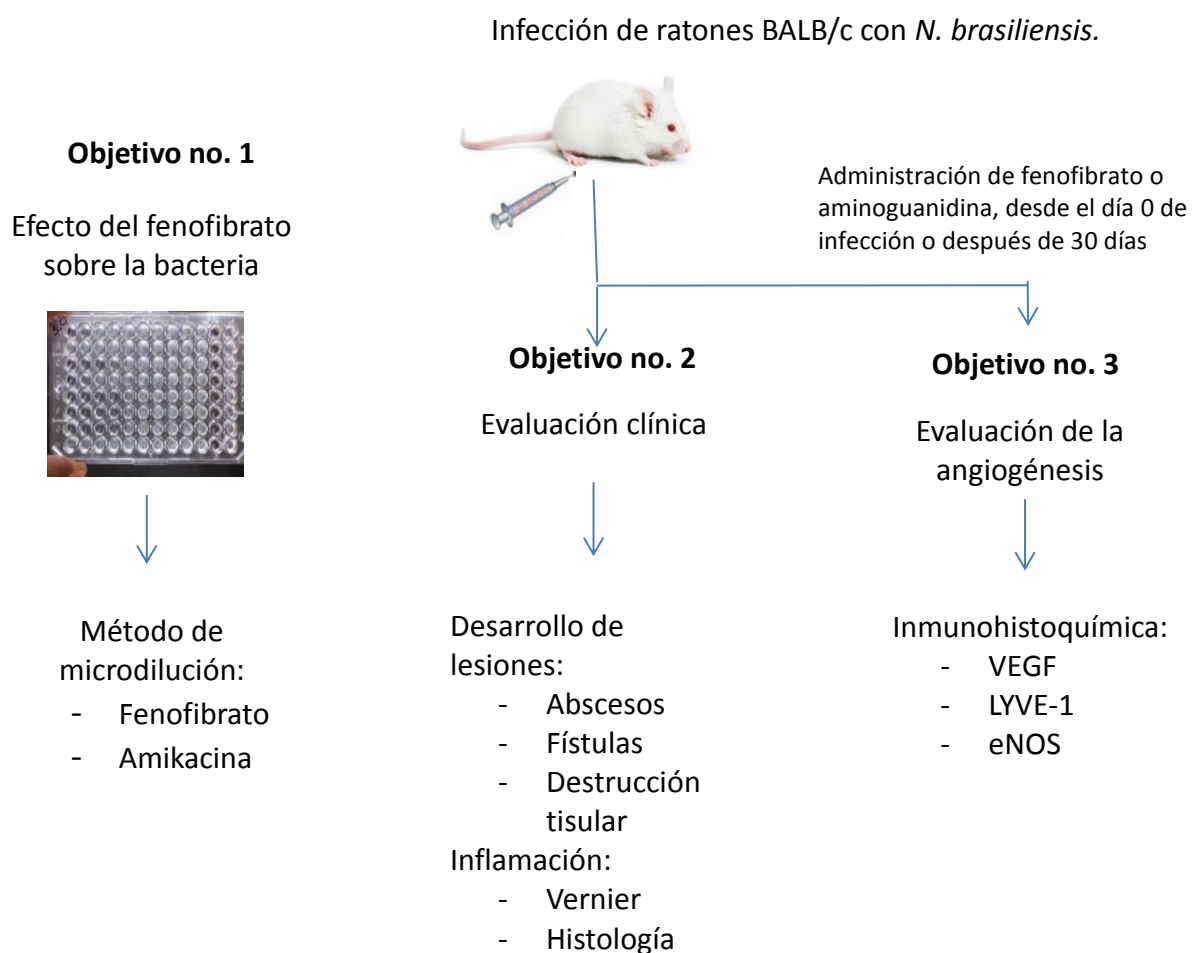 Infección de ratones BALB/c con N. brasiliensis.
Objetivo no. 1
Efecto del fenofibrato
sobre la bacteria
Método de
microdilución:
- Fenofibrato
- Amikacina
Administración de fenofibrato o
aminoguanidina, desde el día 0 de
infección o después de 30 días
Objetivo no. 2
Evaluación clínica
Desarrollo de
lesiones:
- Abscesos
- Fístulas
- Destrucción
tisular
Inflamación:
- Vernier
- Histología
Objetivo no. 3
Evaluación de la
angiogénesis
Inmunohistoquímica:
- VEGF
- LYVE-1
- eNOS